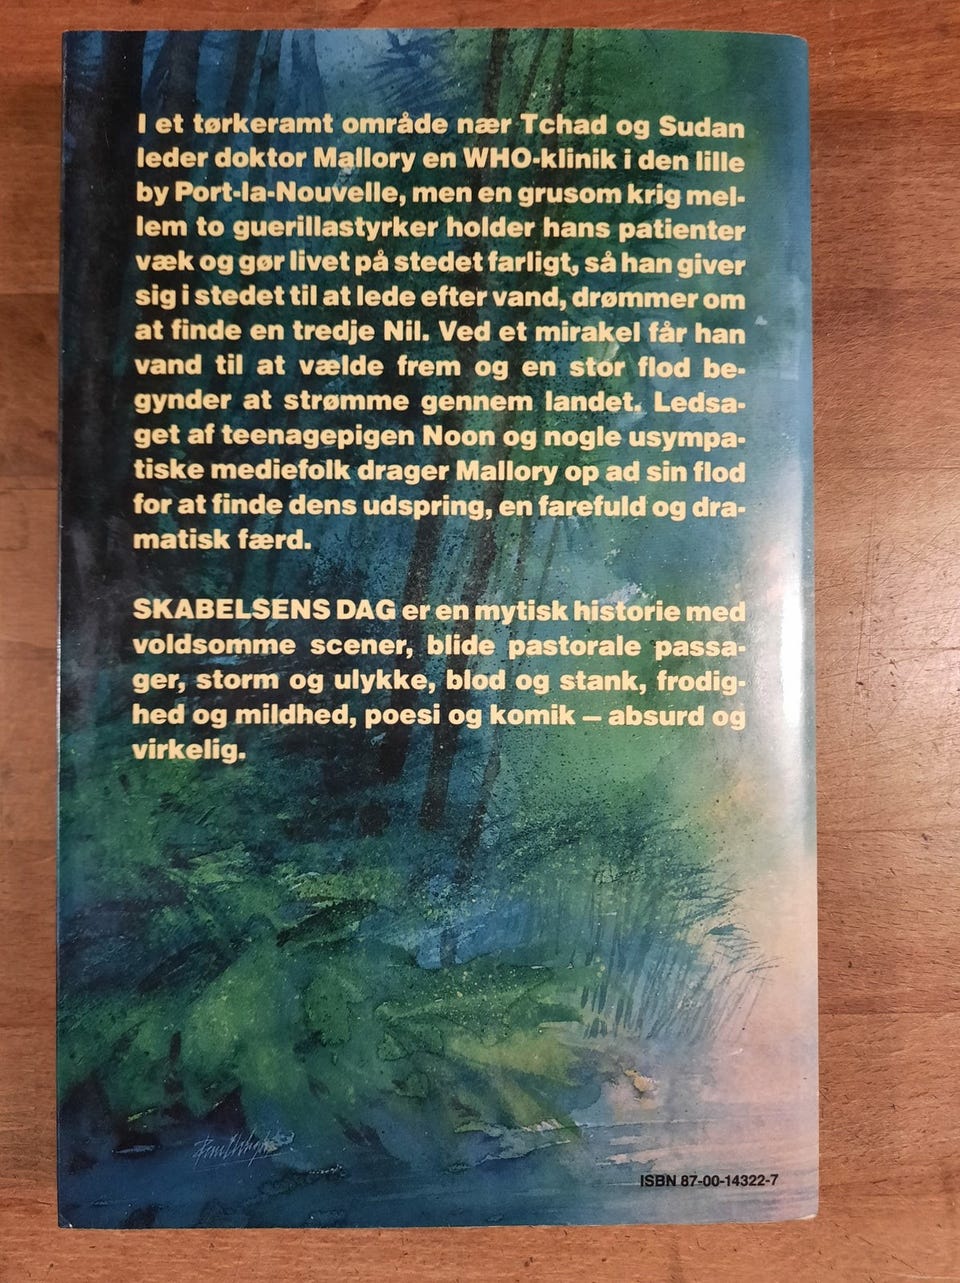 I et tørkeramt område nær Tchad og Sudan
leder doktor Mallory en WHO-klinik i den lille
by Port-la-Nouvelle, men en grusom krig mel-
lem to guerillastyrker holder hans patienter
væk og gør livet på stedet farligt, så han giver
sig i stedet til at lede efter vand, drømmer om
at finde en tredje Nil. Ved et mirakel får han
vand til at vælde frem og en stor flod be-
gynder at strømme gennem landet. Ledsa-
get af teenagepigen Noon og nogle usympa-
tiske mediefolk drager Mallory op ad sin flod
for at finde dens udspring, en farefuld og dra-
matisk færd.
SKABELSENS DAG er en mytisk historie med
voldsomme scener, blide pastorale passa-
ger, storm og ulykke, blod og stank, frodig-
hed og mildhed, poesi og komik – absurd og
virkelig.
ISBN 87-00-14322-7